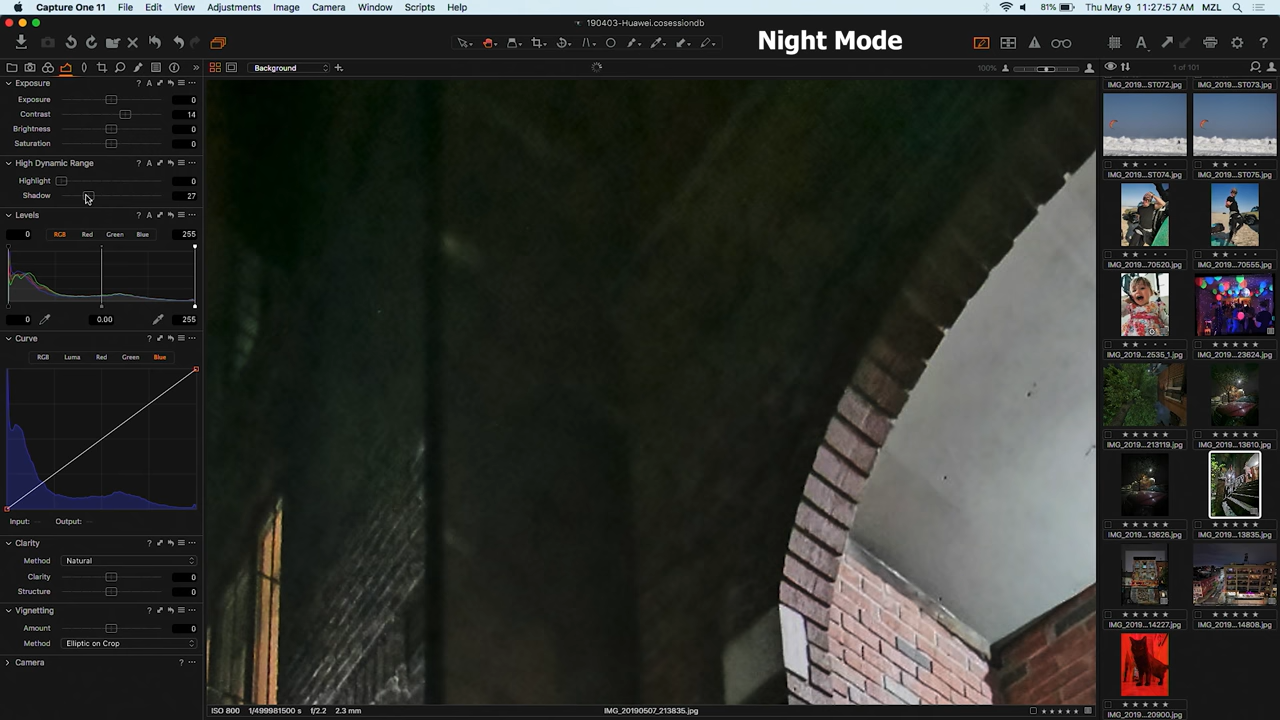 Capture One 11 File Edit View Adjustments Image Camera Window Scripts Help 81% Thu May 9 11:27:57 AM MZL
190403-Huawei.cosessiondb
Night Mode
Background
100%
1 of 101
Exposure ? A
Exposure 0
Contrast 14
Brightness 0
Saturation 0
High Dynamic Range ? A
Highlight 0
Shadow 27
Levels ? A
0 RGB Red Green Blue 255
0 0.00 255
Curve ?
RGB Luma Red Green Blue
Input: Output:
Clarity ?
Method Natural
Clarity 0
Structure 0
Vignetting ?
Amount 0
Method Elliptic on Crop
Camera ?
ISO 800 1/499981500 s f/2.2 2.3 mm
IMG_20190507_213835.jpg
IMG_2019...ST072.jpg IMG_2019...ST073.jpg
IMG_2019...ST074.jpg IMG_2019...ST075.jpg
IMG_2019...70520.jpg IMG_2019...70555.jpg
IMG_2019...2535_1.jpg IMG_2019...23624.jpg
IMG_2019...213119.jpg IMG_2019...13610.jpg
IMG_2019...13626.jpg IMG_2019...13835.jpg
IMG_2019...14227.jpg IMG_2019...14808.jpg
IMG_2019...20900.jpg